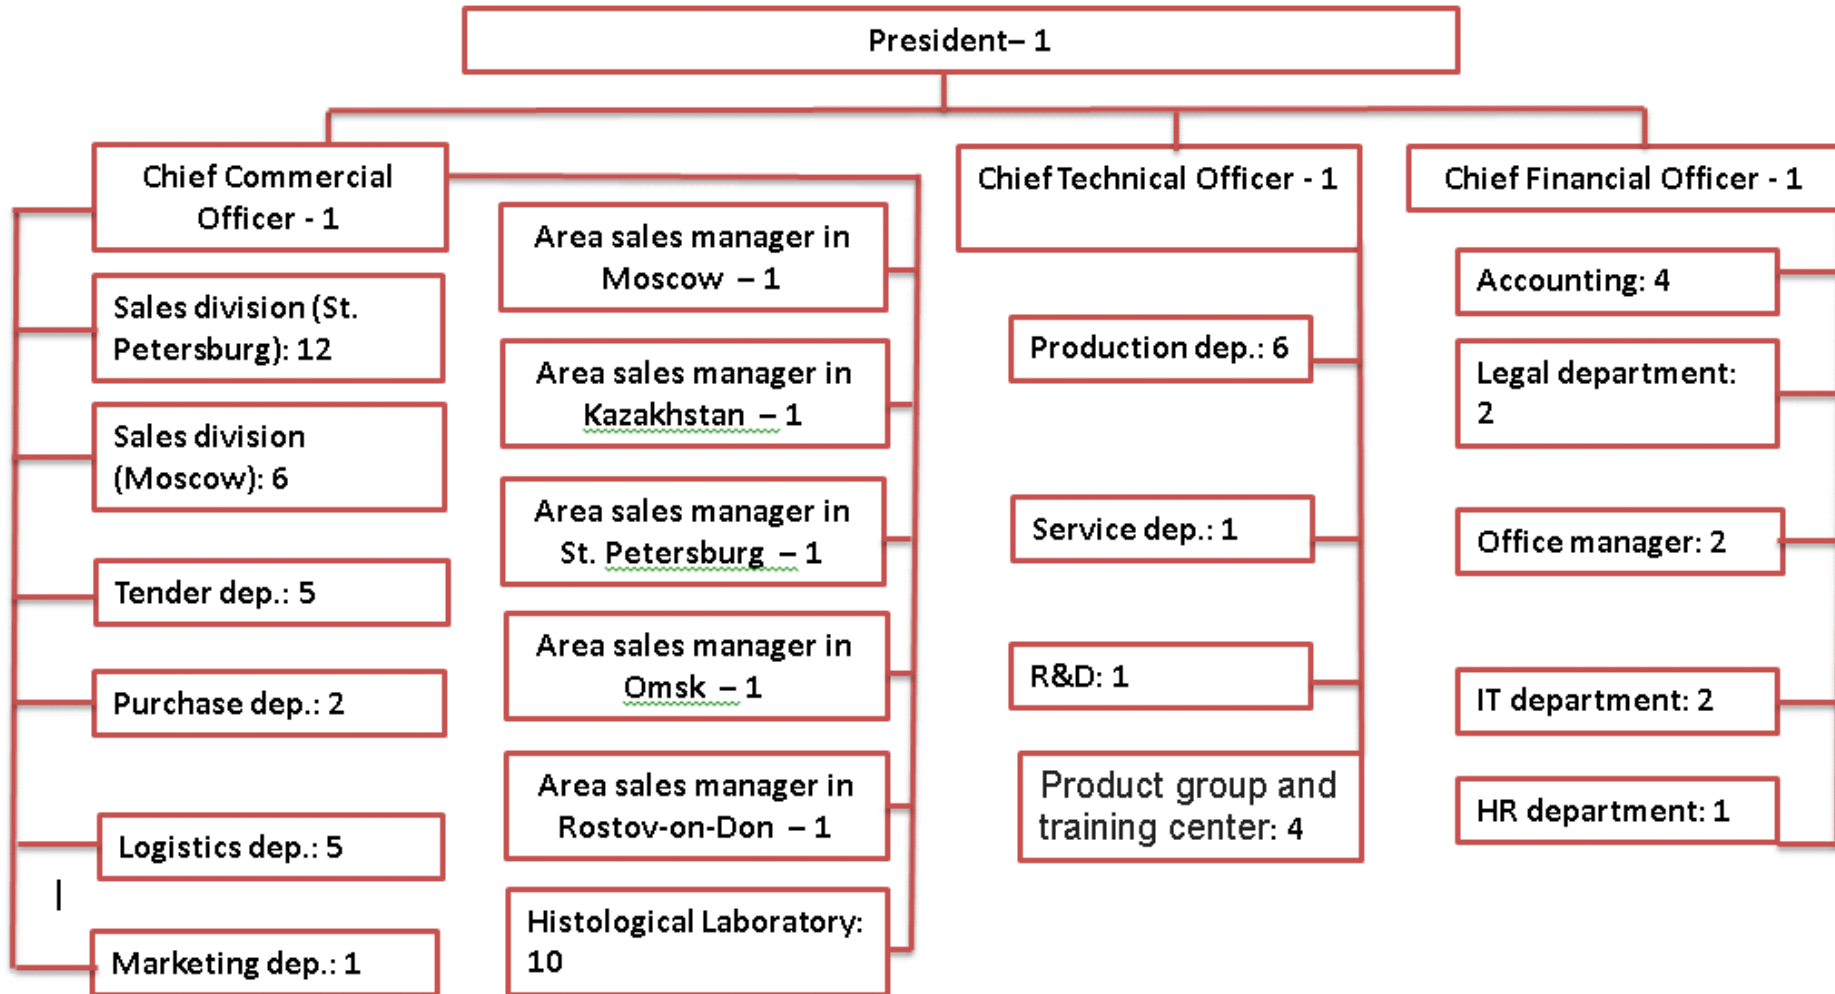 President– 1
Chief Commercial
Officer - 1
Sales division (St.
Petersburg): 12
Sales division
(Moscow): 6
Tender dep.: 5
Purchase dep.: 2
Logistics dep.: 5
Marketing dep.: 1
Area sales manager in
Moscow – 1
Area sales manager in
Kazakhstan – 1
Area sales manager in
St. Petersburg – 1
Area sales manager in
Omsk – 1
Area sales manager in
Rostov-on-Don – 1
Histological Laboratory:
10
Chief Technical Officer - 1
Production dep.: 6
Service dep.: 1
R&D: 1
Product group and
training center: 4
Chief Financial Officer - 1
Accounting: 4
Legal department:
2
Office manager: 2
IT department: 2
HR department: 1